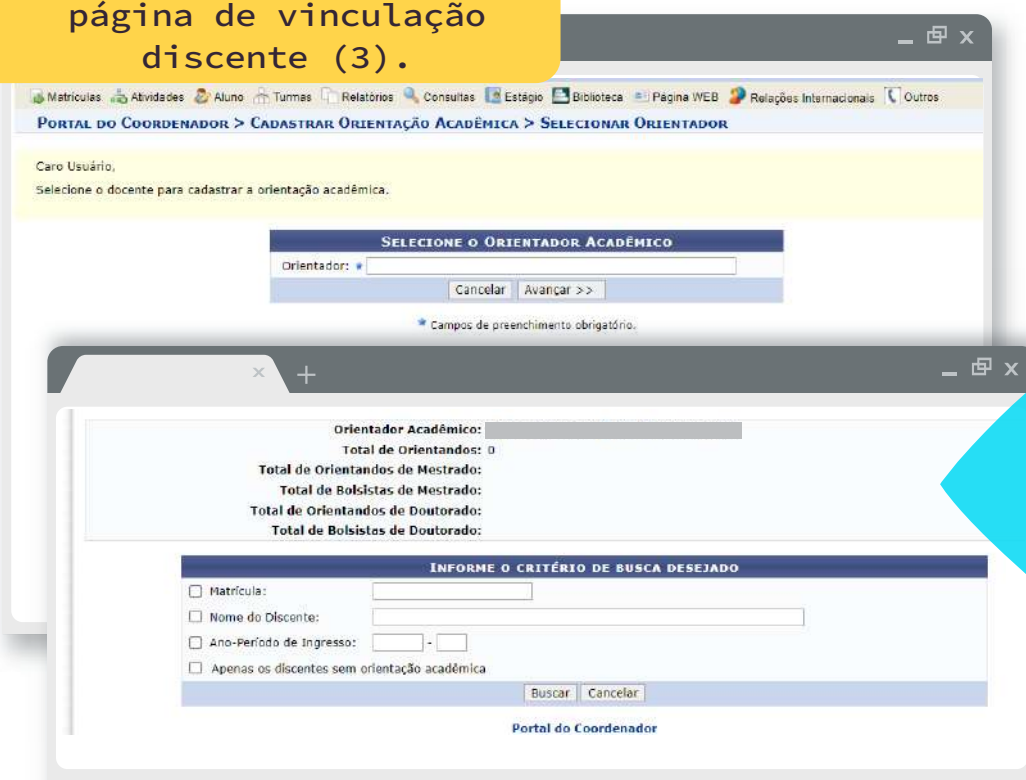 página de vinculação
discente (3).
Matrículas Atividades Aluno Turmas Relatórios Consultas Estágio Biblioteca Página WEB Relações Internacionais Outros
PORTAL DO COORDENADOR > CADASTRAR ORIENTAÇÃO ACADÊMICA > SELECIONAR ORIENTADOR
Caro Usuário,
Selecione o docente para cadastrar a orientação acadêmica.
SELECIONE O ORIENTADOR ACADÊMICO
Orientador: *
Cancelar Avançar >>
* Campos de preenchimento obrigatório.
Orientador Acadêmico:
Total de Orientandos: 0
Total de Orientandos de Mestrado:
Total de Bolsistas de Mestrado:
Total de Orientandos de Doutorado:
Total de Bolsistas de Doutorado:
INFORME O CRITÉRIO DE BUSCA DESEJADO
Matrícula:
Nome do Discente:
Ano-Período de Ingresso: -
Apenas os discentes sem orientação acadêmica
Buscar Cancelar
Portal do Coordenador